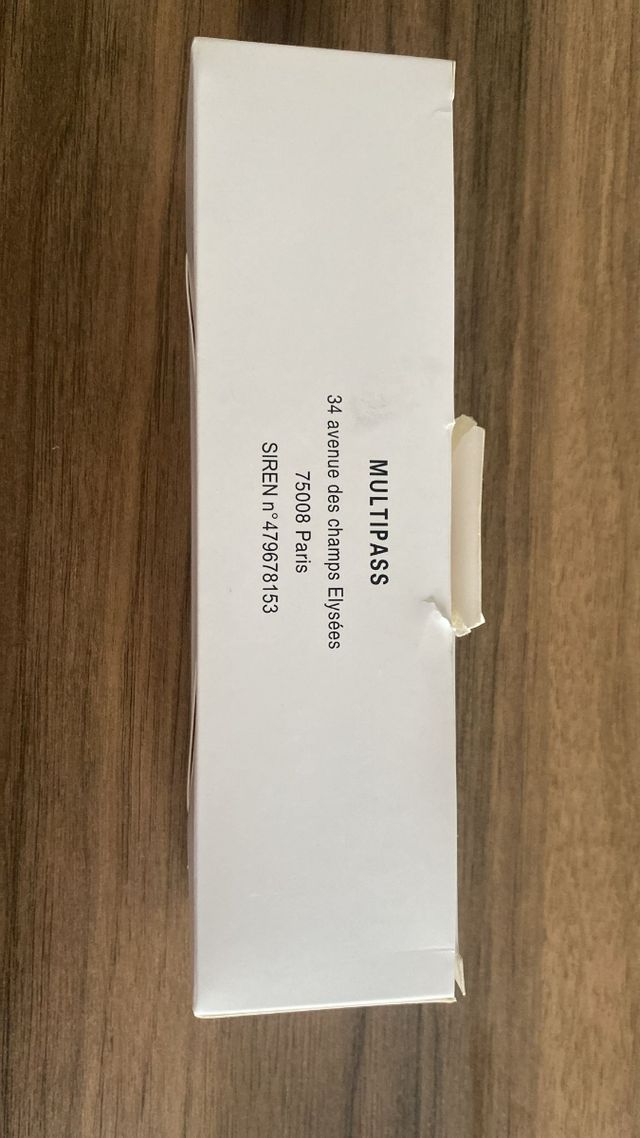 MULTIPASS
34 avenue des champs Elysées
75008 Paris
SIREN n°479678153